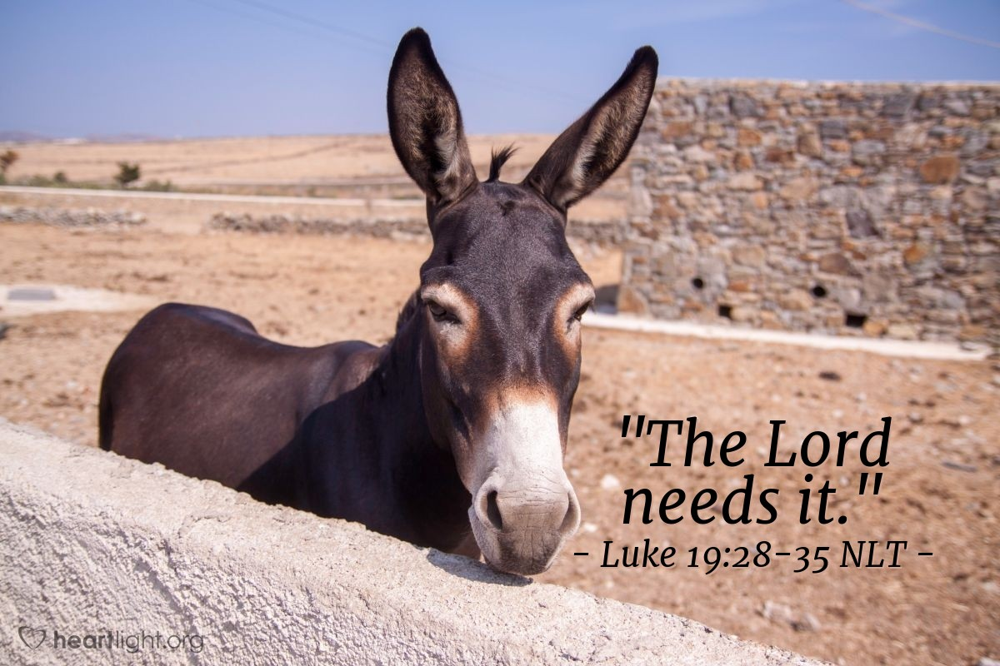 "The Lord
needs it."
- Luke 19:28-35 NLT -
heartlight.org